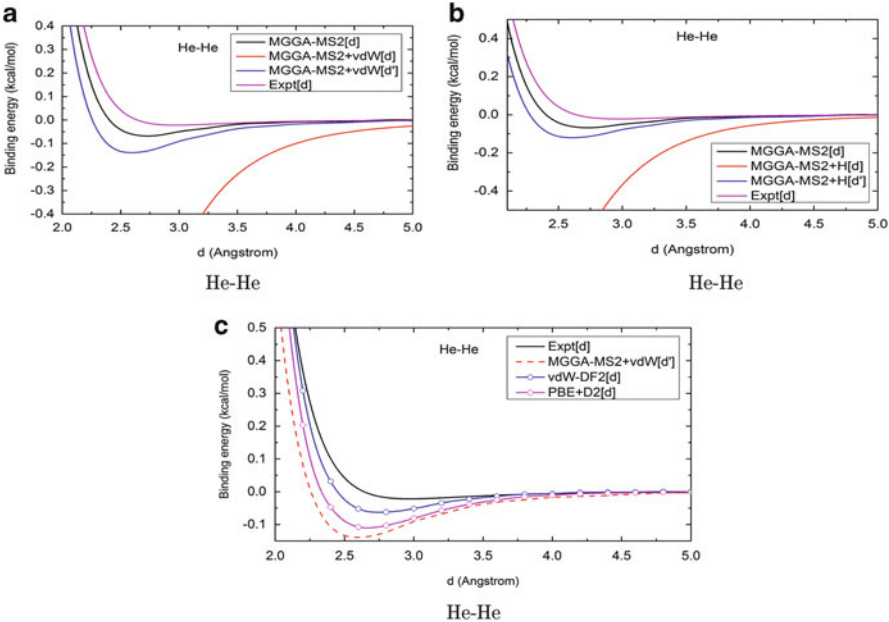 a
0.4
0.3
0.2
0.1
0.0
-0.1
-0.2
-0.3
-0.4
Binding energy (kcal/mol)
He-He
MGGA-MS2[d]
MGGA-MS2+vdW[d]
MGGA-MS2+vdW[d']
Expt[d]
2.0 2.5 3.0 3.5 4.0 4.5 5.0
d (Angstrom)
He-He
b
0.4
0.2
0.0
-0.2
-0.4
Binding energy (kcal/mol)
He-He
MGGA-MS2[d]
MGGA-MS2+H[d]
MGGA-MS2+H[d']
Expt[d]
2.5 3.0 3.5 4.0 4.5 5.0
d (Angstrom)
He-He
c
0.5
0.4
0.3
0.2
0.1
0.0
-0.1
Binding energy (kcal/mol)
He-He
Expt[d]
MGGA-MS2+vdW[d']
vdW-DF2[d]
PBE+D2[d]
2.0 2.5 3.0 3.5 4.0 4.5 5.0
d (Angstrom)
He-He